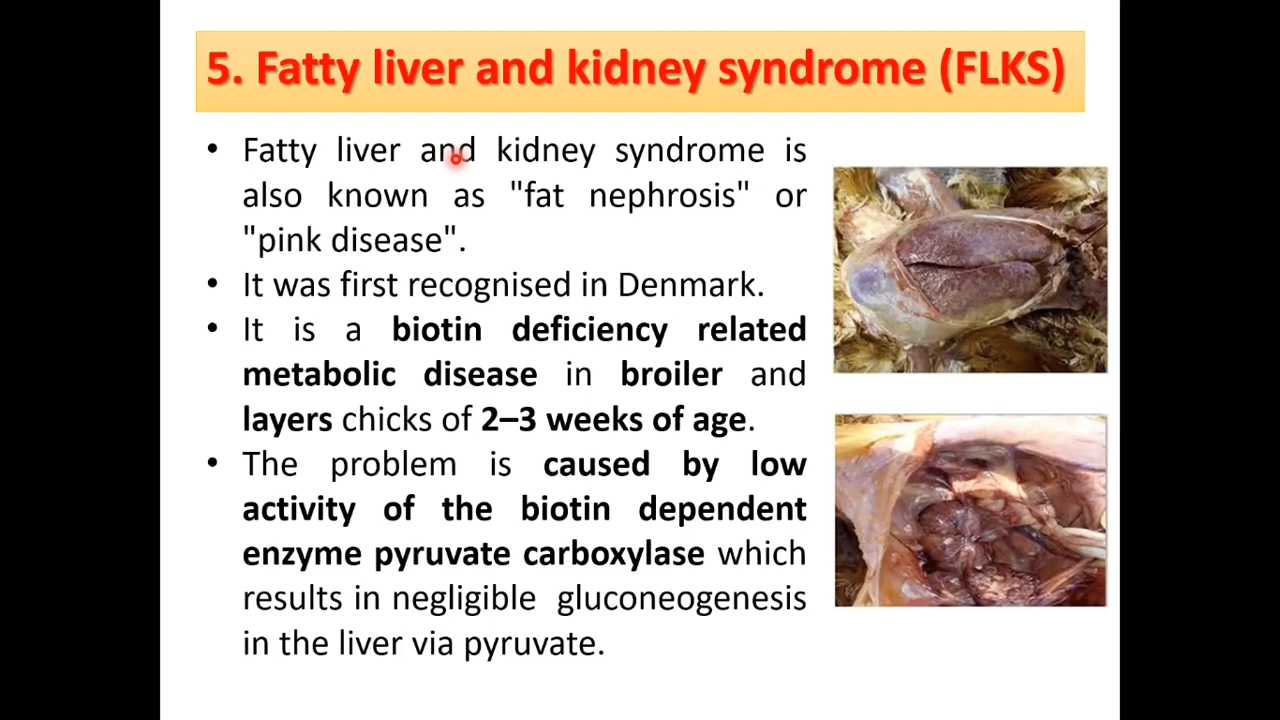 5. Fatty liver and kidney syndrome (FLKS)
• Fatty liver and kidney syndrome is
also known as "fat nephrosis" or
"pink disease".
• It was first recognised in Denmark.
• It is a biotin deficiency related
metabolic disease in broiler and
layers chicks of 2–3 weeks of age.
• The problem is caused by low
activity of the biotin dependent
enzyme pyruvate carboxylase which
results in negligible gluconeogenesis
in the liver via pyruvate.